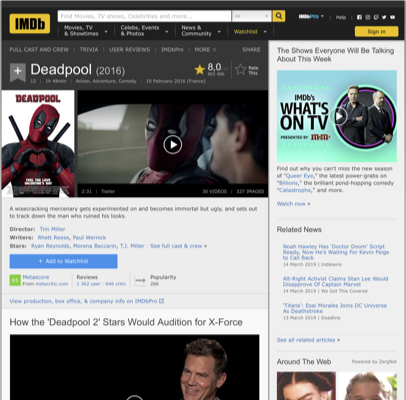 IMDb
Find Movies, TV shows, Celebrities and more...
All
IMDbPro
Help
Movies, TV & Showtimes
Celebs, Events & Photos
News & Community
Watchlist
Sign in
FULL CAST AND CREW | TRIVIA | USER REVIEWS | IMDbPro | MORE
SHARE
Deadpool (2016)
8,0
Rate This
12 | 1h 48min | Action, Adventure, Comedy | 10 February 2016 (France)
DEADPOOL
2:31 | Trailer
30 VIDEOS | 327 IMAGES
A wisecracking mercenary gets experimented on and becomes immortal but ugly, and sets out to track down the man who ruined his looks.
Director: Tim Miller
Writers: Rhett Reese, Paul Wernick
Stars: Ryan Reynolds, Morena Baccarin, T.J. Miller | See full cast & crew »
+ Add to Watchlist
65
Metascore
From metacritic.com
Reviews
Popularity
266
View production, box office, & company info on IMDbPro
How the 'Deadpool 2' Stars Would Audition for X-Force
The Shows Everyone Will Be Talking About This Week
IMDb's
WHAT'S ON TV
PRESENTED BY m&m's
Find out why you can't miss the new season of "Queer Eye," the latest power-grabs on "Billions," the brilliant pond-hopping comedy "Catastrophe," and more.
Watch now »
Related News
Noah Hawley Has 'Doctor Doom' Script Ready, Now He's Waiting For Kevin Feige to Call Back
14 March 2019 | Indiewire
Alt-Right Activist Claims Stan Lee Would Disapprove Of Captain Marvel
14 March 2019 | We Got This Covered
'Titans': Esai Morales Joins DC Universe As Deathstroke
13 March 2019 | Deadline
See all related articles »
Around The Web
Powered by ZergNet